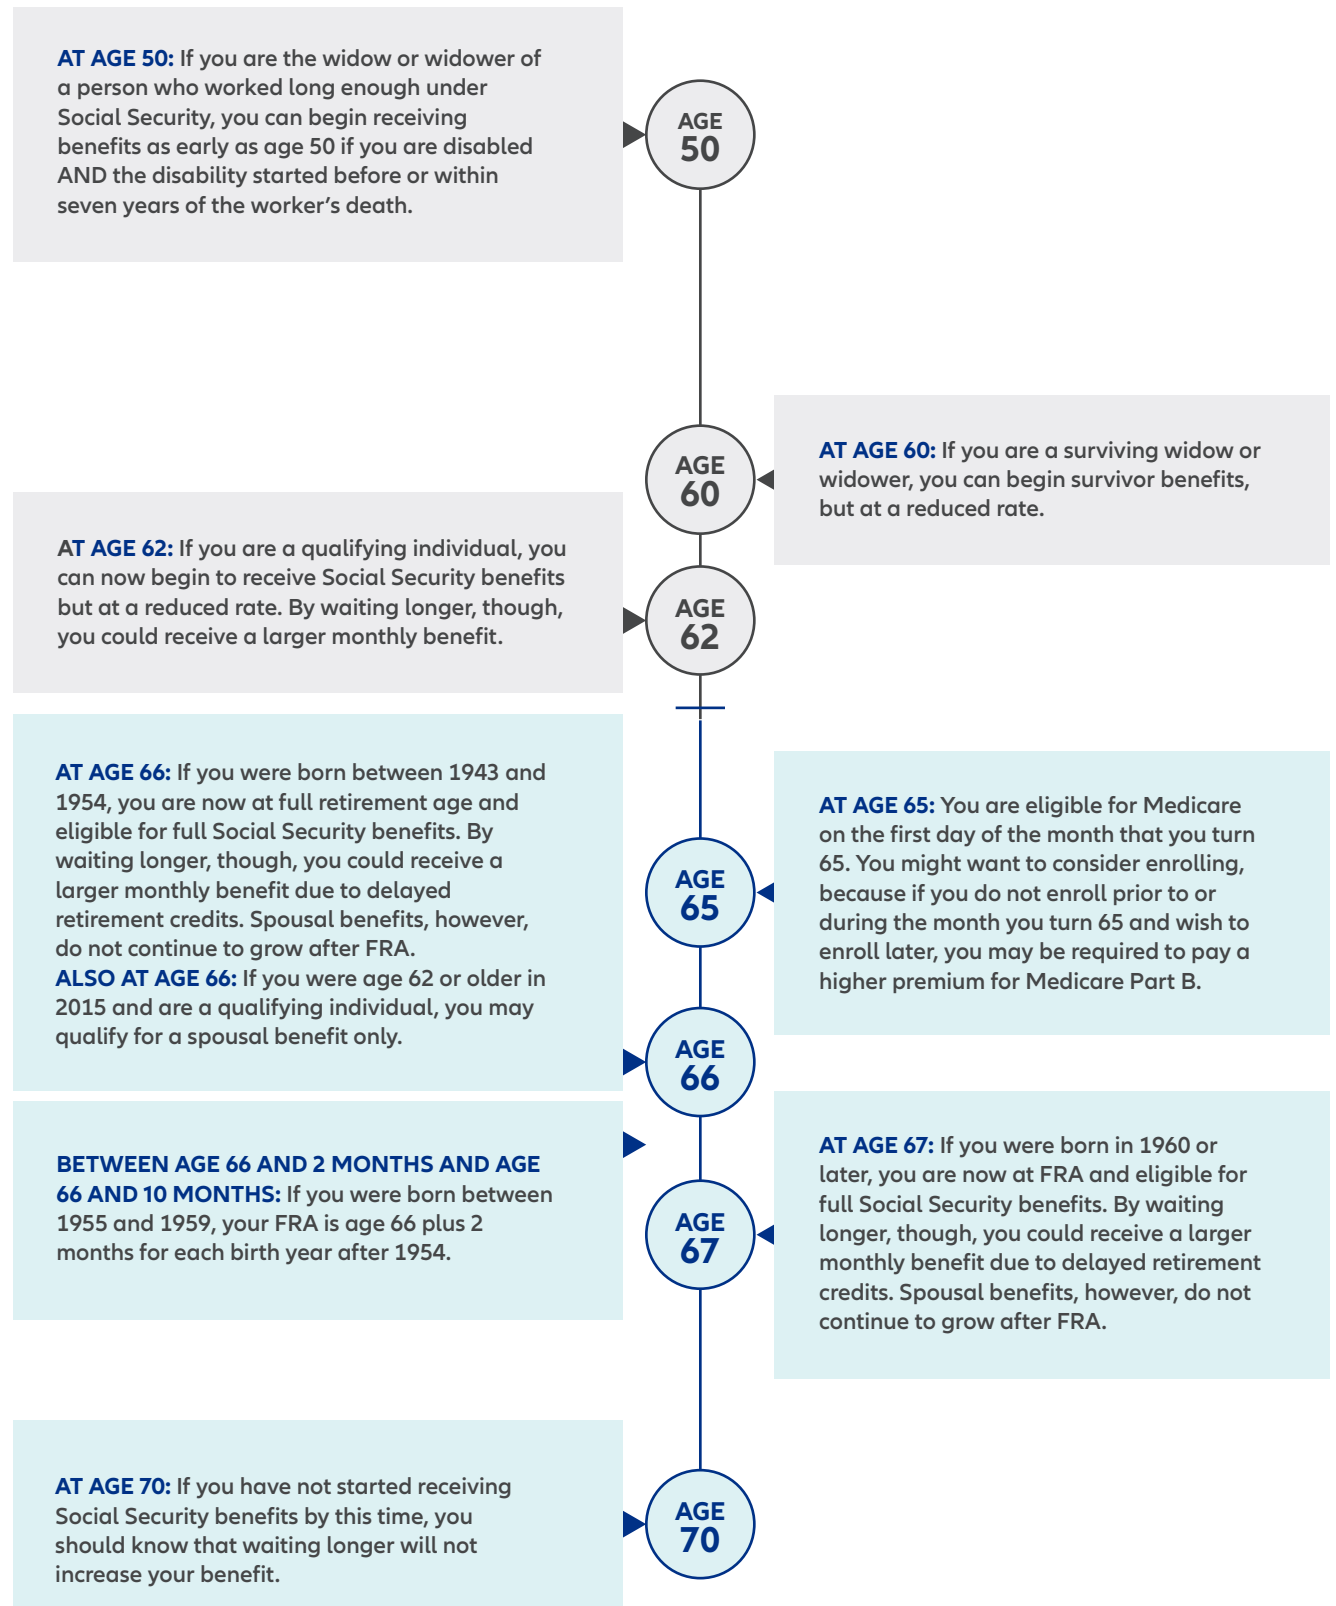 AT AGE 50: If you are the widow or widower of
a person who worked long enough under
Social Security, you can begin receiving
benefits as early as age 50 if you are disabled
AND the disability started before or within
seven years of the worker’s death.
AGE
50
AGE
60
AT AGE 60: If you are a surviving widow or
widower, you can begin survivor benefits,
but at a reduced rate.
AT AGE 62: If you are a qualifying individual, you
can now begin to receive Social Security benefits
but at a reduced rate. By waiting longer, though,
you could receive a larger monthly benefit.
AGE
62
AT AGE 66: If you were born between 1943 and
1954, you are now at full retirement age and
eligible for full Social Security benefits. By
waiting longer, though, you could receive a
larger monthly benefit due to delayed
retirement credits. Spousal benefits, however,
do not continue to grow after FRA.
ALSO AT AGE 66: If you were age 62 or older in
2015 and are a qualifying individual, you may
qualify for a spousal benefit only.
AGE
65
AT AGE 65: You are eligible for Medicare
on the first day of the month that you turn
65. You might want to consider enrolling,
because if you do not enroll prior to or
during the month you turn 65 and wish to
enroll later, you may be required to pay a
higher premium for Medicare Part B.
AGE
66
BETWEEN AGE 66 AND 2 MONTHS AND AGE
66 AND 10 MONTHS: If you were born between
1955 and 1959, your FRA is age 66 plus 2
months for each birth year after 1954.
AGE
67
AT AGE 67: If you were born in 1960 or
later, you are now at FRA and eligible for
full Social Security benefits. By waiting
longer, though, you could receive a larger
monthly benefit due to delayed retirement
credits. Spousal benefits, however, do not
continue to grow after FRA.
AT AGE 70: If you have not started receiving
Social Security benefits by this time, you
should know that waiting longer will not
increase your benefit.
AGE
70